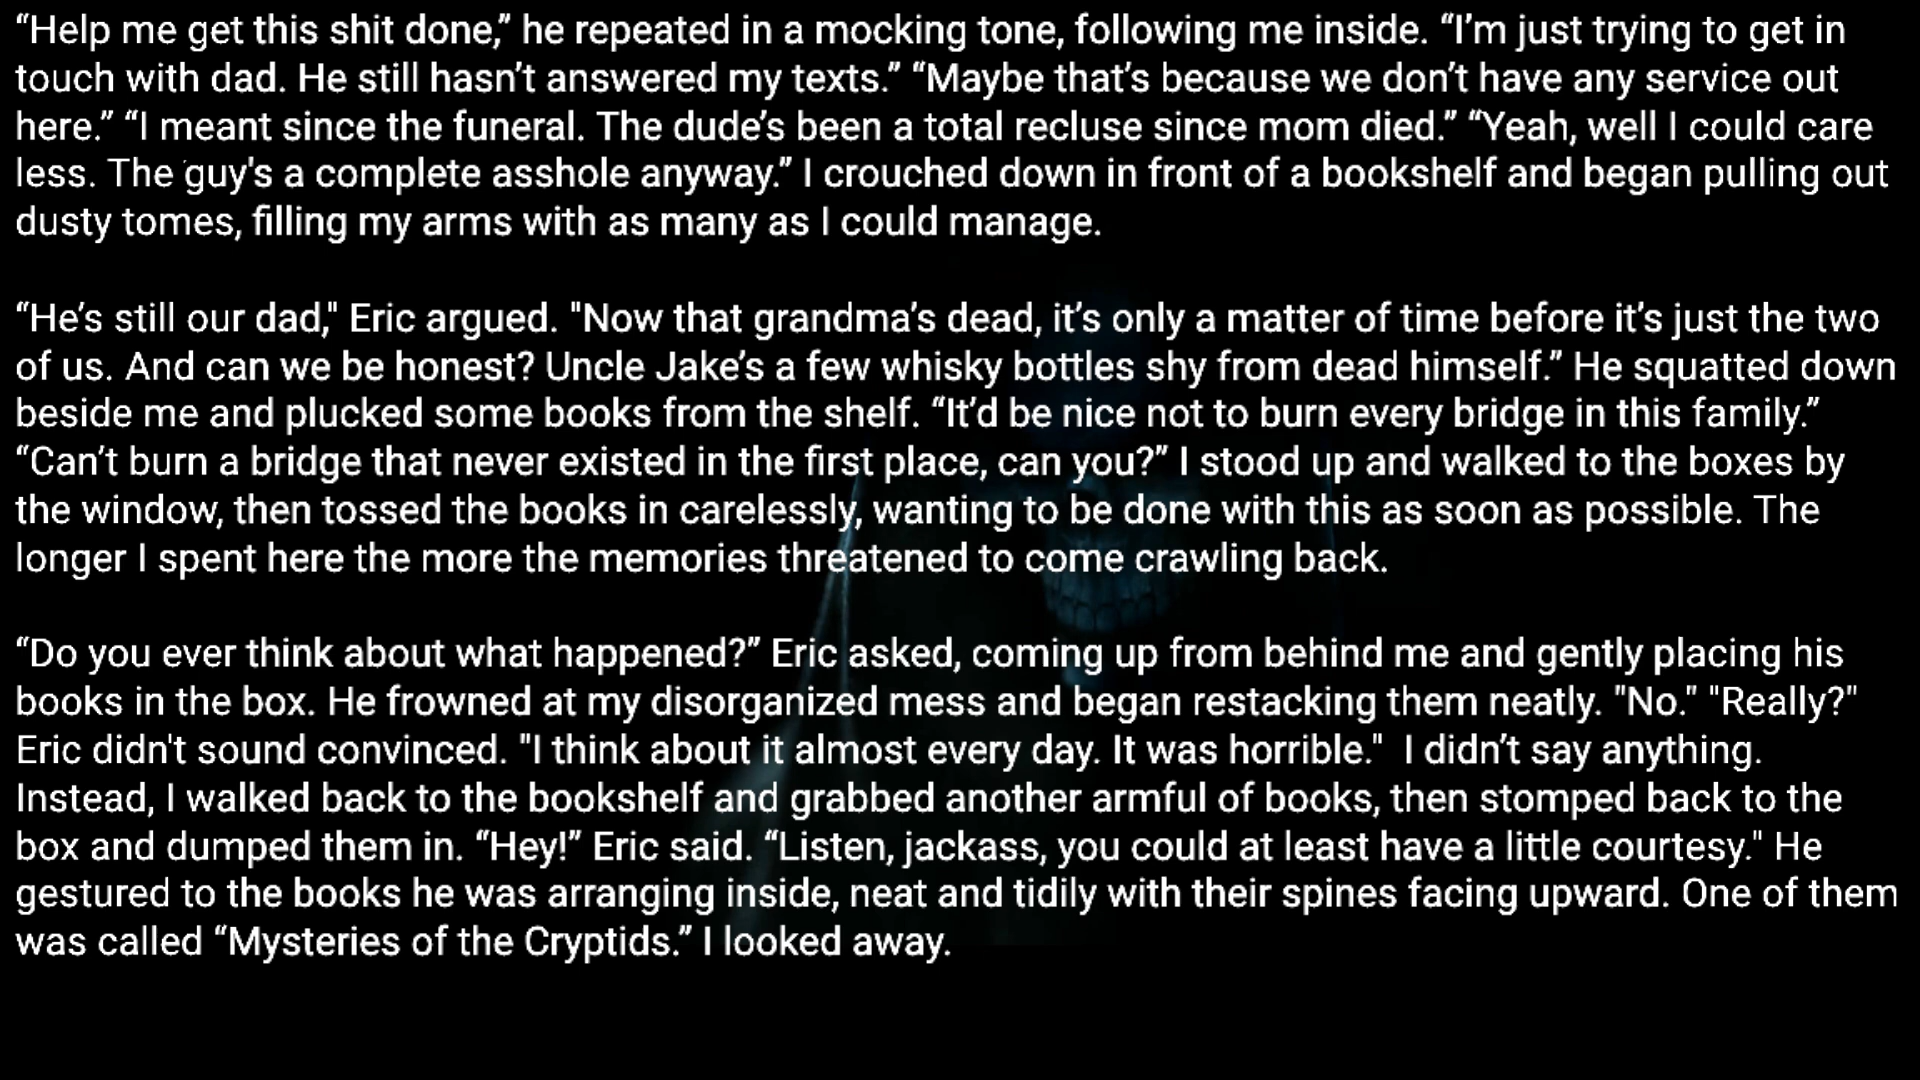 “Help me get this shit done,” he repeated in a mocking tone, following me inside. “I’m just trying to get in
touch with dad. He still hasn’t answered my texts.” “Maybe that’s because we don’t have any service out
here.” “I meant since the funeral. The dude’s been a total recluse since mom died.” “Yeah, well I could care
less. The guy's a complete asshole anyway.” I crouched down in front of a bookshelf and began pulling out
dusty tomes, filling my arms with as many as I could manage.
“He’s still our dad," Eric argued. "Now that grandma’s dead, it’s only a matter of time before it’s just the two
of us. And can we be honest? Uncle Jake’s a few whisky bottles shy from dead himself.” He squatted down
beside me and plucked some books from the shelf. “It’d be nice not to burn every bridge in this family.”
“Can’t burn a bridge that never existed in the first place, can you?” I stood up and walked to the boxes by
the window, then tossed the books in carelessly, wanting to be done with this as soon as possible. The
longer I spent here the more the memories threatened to come crawling back.
“Do you ever think about what happened?” Eric asked, coming up from behind me and gently placing his
books in the box. He frowned at my disorganized mess and began restacking them neatly. "No." "Really?"
Eric didn't sound convinced. "I think about it almost every day. It was horrible."  I didn’t say anything.
Instead, I walked back to the bookshelf and grabbed another armful of books, then stomped back to the
box and dumped them in. “Hey!” Eric said. “Listen, jackass, you could at least have a little courtesy." He
gestured to the books he was arranging inside, neat and tidily with their spines facing upward. One of them
was called “Mysteries of the Cryptids.” I looked away.